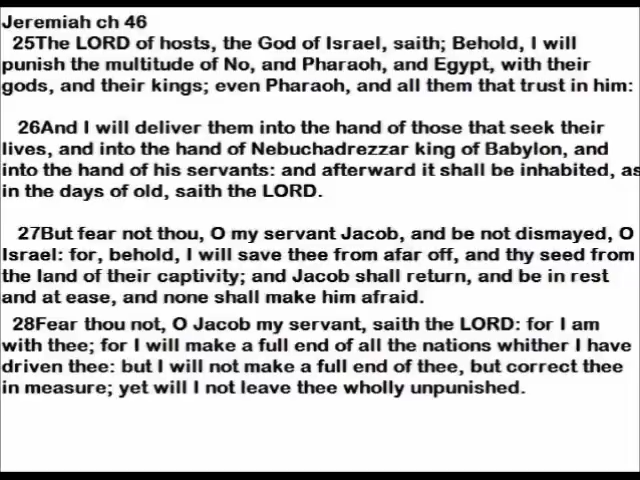 Jeremiah ch 46
25The LORD of hosts, the God of Israel, saith; Behold, I will
punish the multitude of No, and Pharaoh, and Egypt, with their
gods, and their kings; even Pharaoh, and all them that trust in him:
26And I will deliver them into the hand of those that seek their
lives, and into the hand of Nebuchadrezzar king of Babylon, and
into the hand of his servants: and afterward it shall be inhabited, as
in the days of old, saith the LORD.
27But fear not thou, O my servant Jacob, and be not dismayed, O
Israel: for, behold, I will save thee from afar off, and thy seed from
the land of their captivity; and Jacob shall return, and be in rest
and at ease, and none shall make him afraid.
28Fear thou not, O Jacob my servant, saith the LORD: for I am
with thee; for I will make a full end of all the nations whither I have
driven thee: but I will not make a full end of thee, but correct thee
in measure; yet will I not leave thee wholly unpunished.